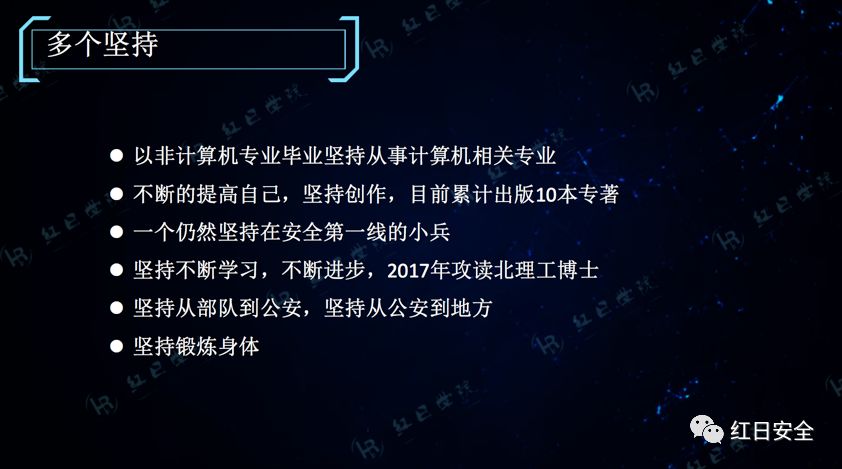 多个坚持
● 以非计算机专业毕业坚持从事计算机相关专业
● 不断的提高自己，坚持创作，目前累计出版10本专著
● 一个仍然坚持在安全第一线的小兵
● 坚持不断学习，不断进步，2017年攻读北理工博士
● 坚持从部队到公安，坚持从公安到地方
● 坚持锻炼身体
红日安全
红日学院